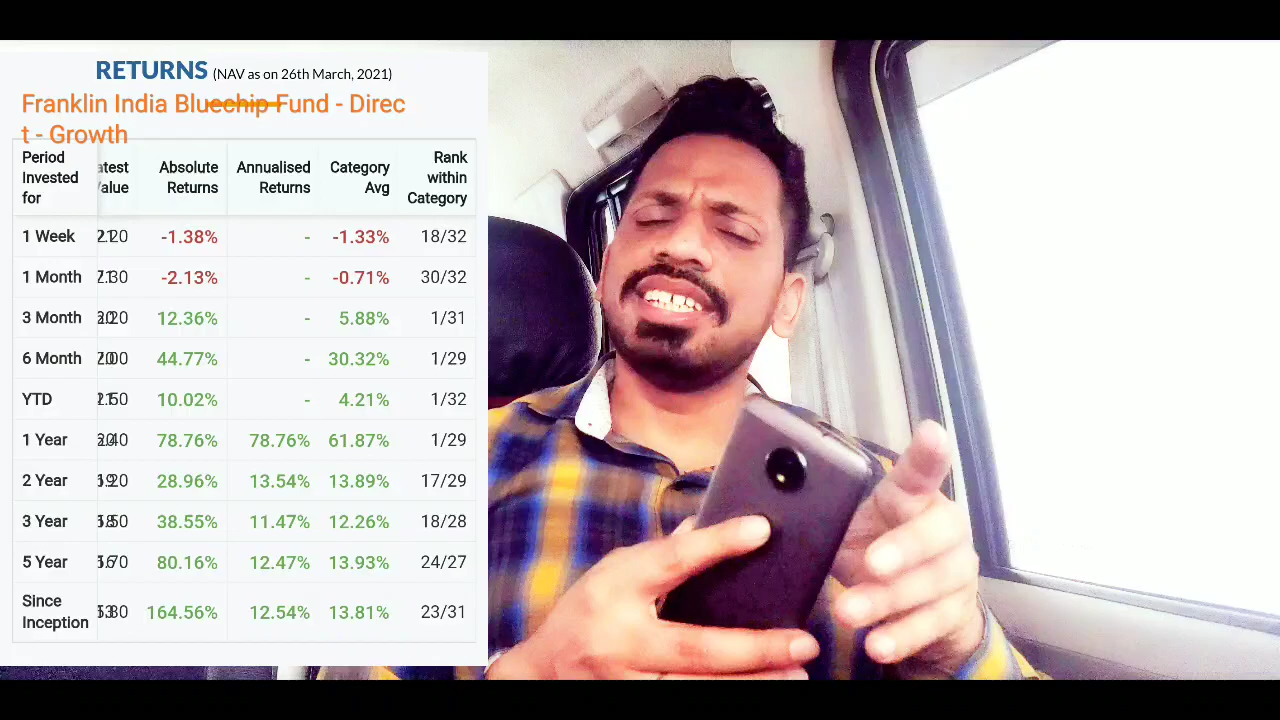 RETURNS (NAV as on 26th March, 2021)
Franklin India Bluechip Fund - Direc
t - Growth
Period Invested for Absolute Returns Annualised Returns Category Avg Rank within Category
1 Week -1.38% - -1.33% 18/32
1 Month -2.13% - -0.71% 30/32
3 Month 12.36% - 5.88% 1/31
6 Month 44.77% - 30.32% 1/29
YTD 10.02% - 4.21% 1/32
1 Year 78.76% 78.76% 61.87% 1/29
2 Year 28.96% 13.54% 13.89% 17/29
3 Year 38.55% 11.47% 12.26% 18/28
5 Year 80.16% 12.47% 13.93% 24/27
Since Inception 164.56% 12.54% 13.81% 23/31